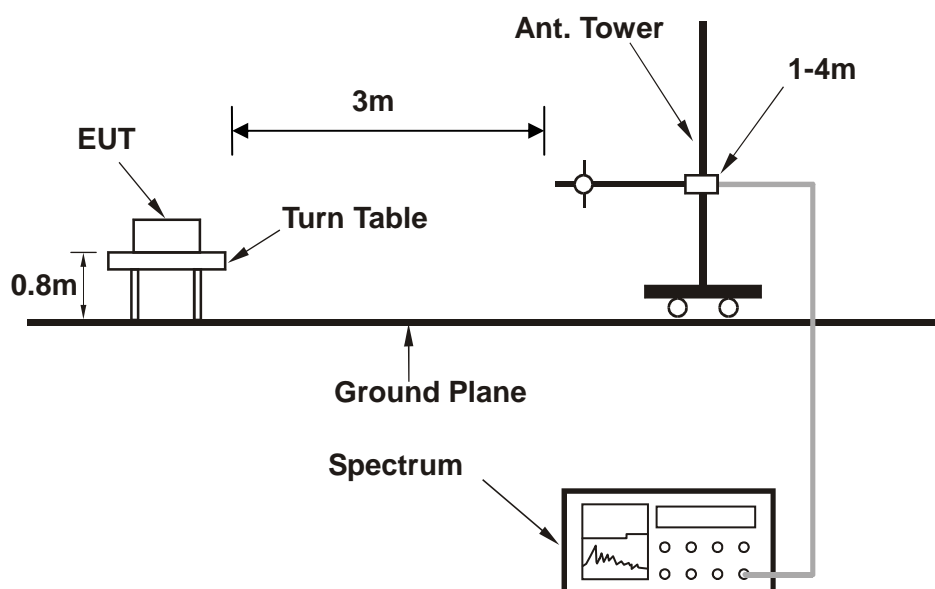 Ant. Tower
1-4m
3m
EUT
Turn Table
0.8m
Ground Plane
Spectrum